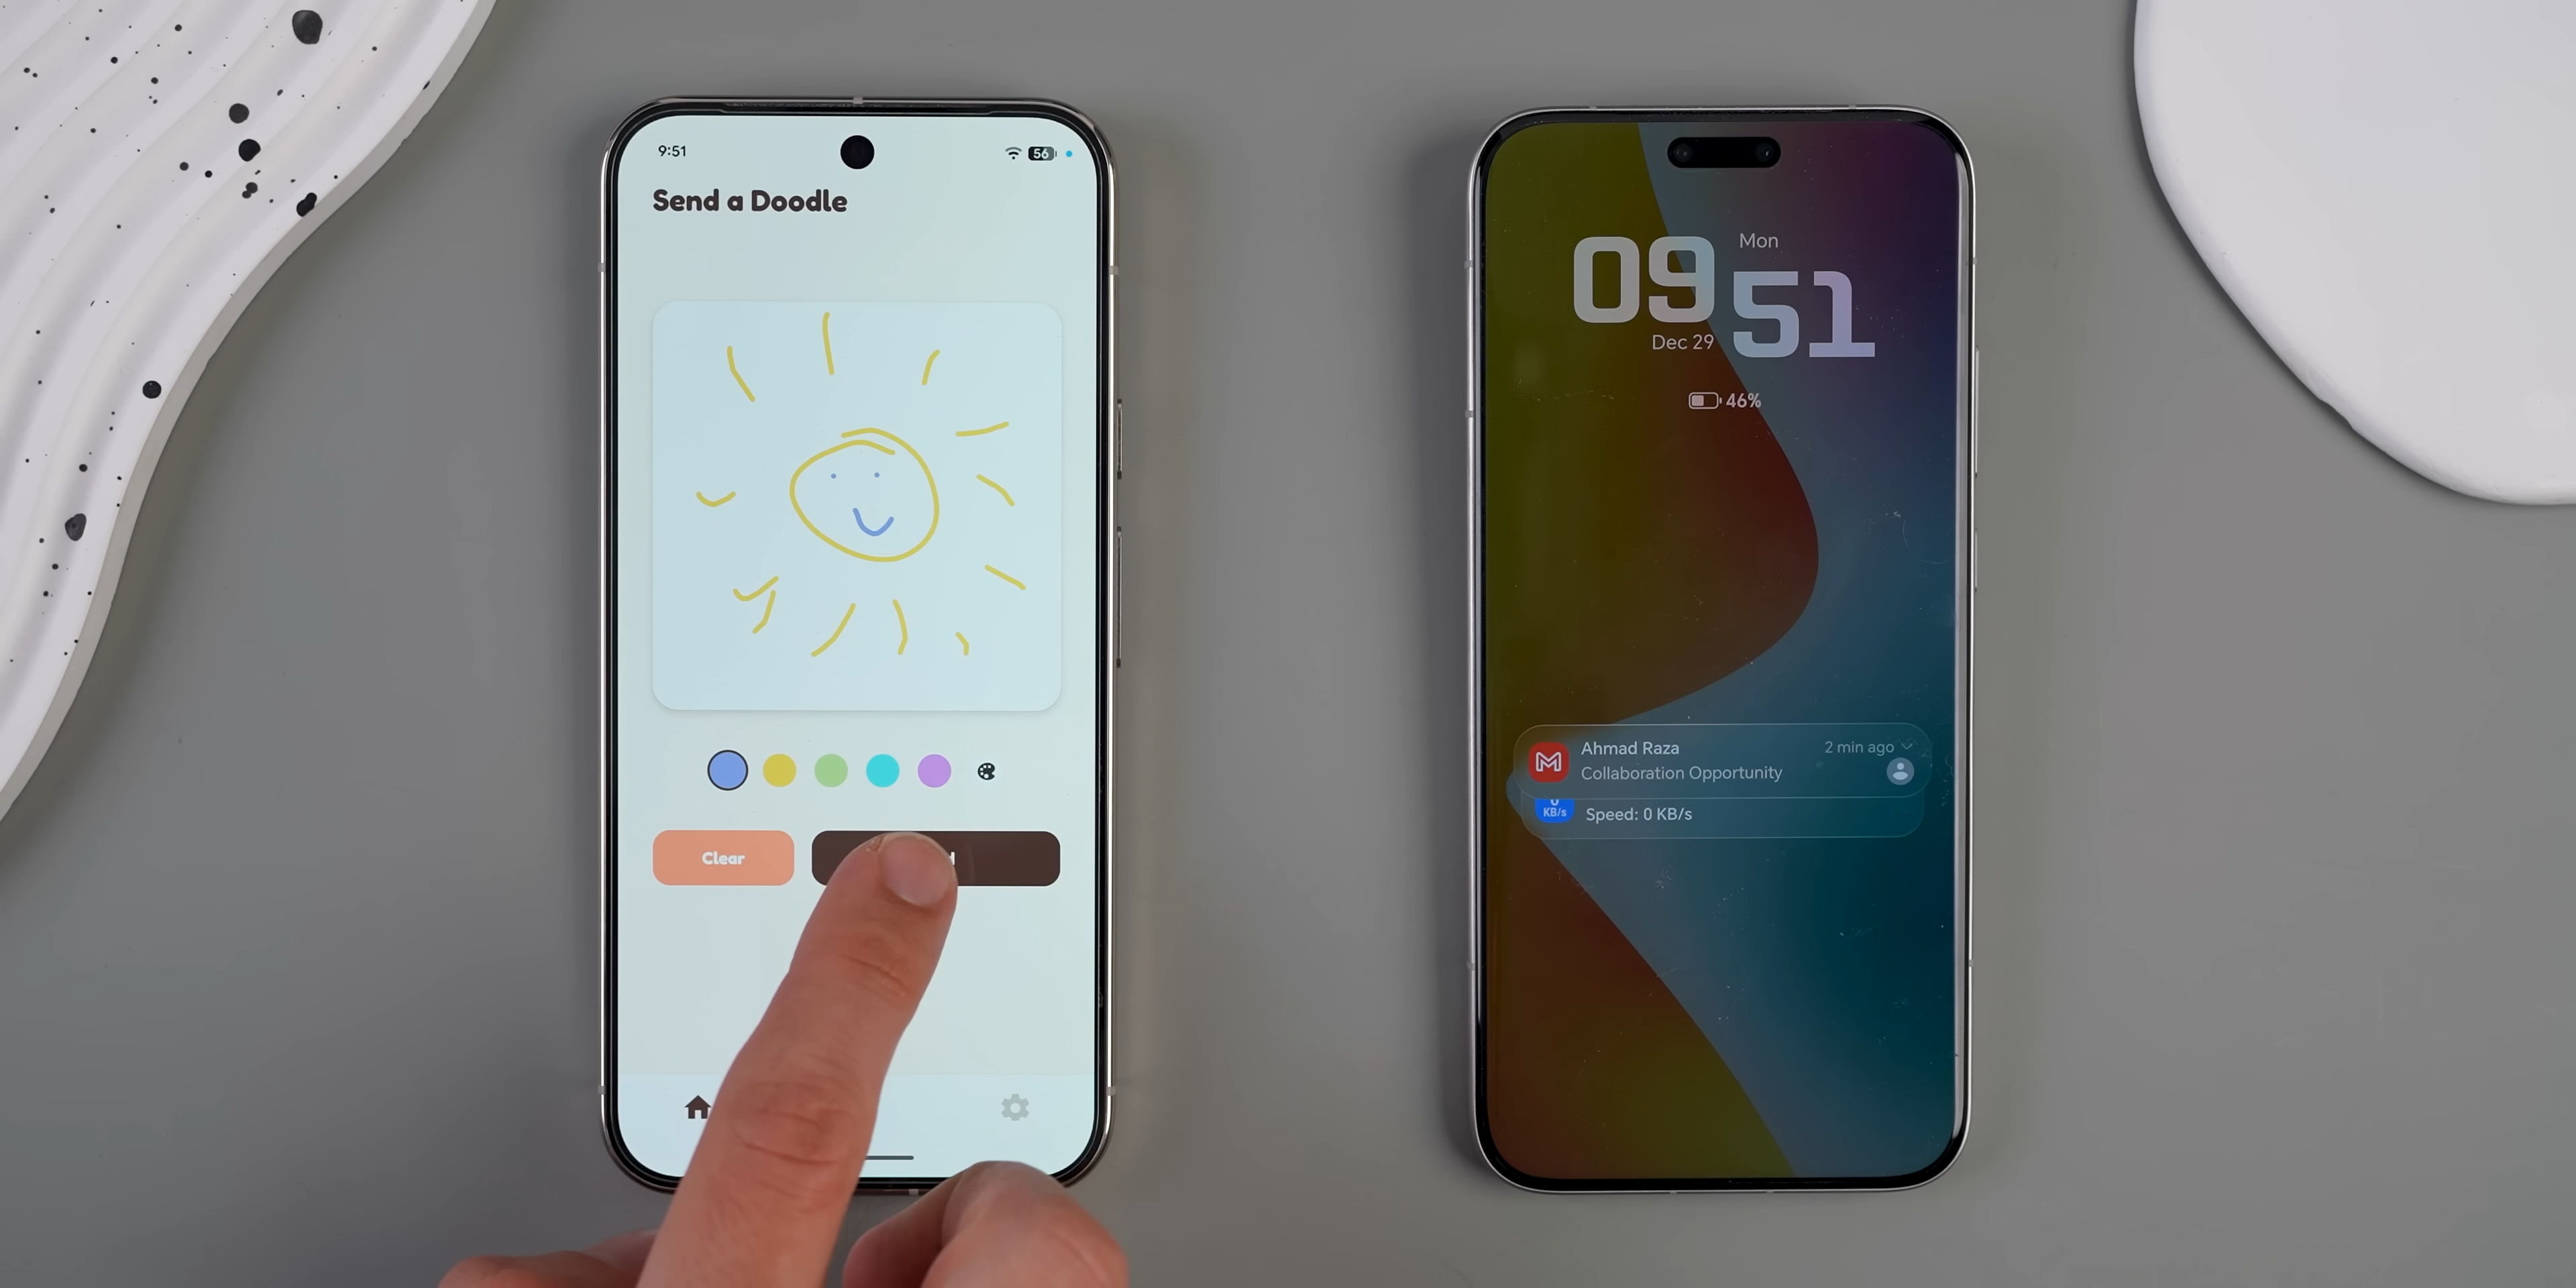 9:51
56
Send a Doodle
Clear
Mon
09
51
Dec 29
46%
Ahmad Raza
2 min ago
Collaboration Opportunity
KB/s
Speed: 0 KB/s